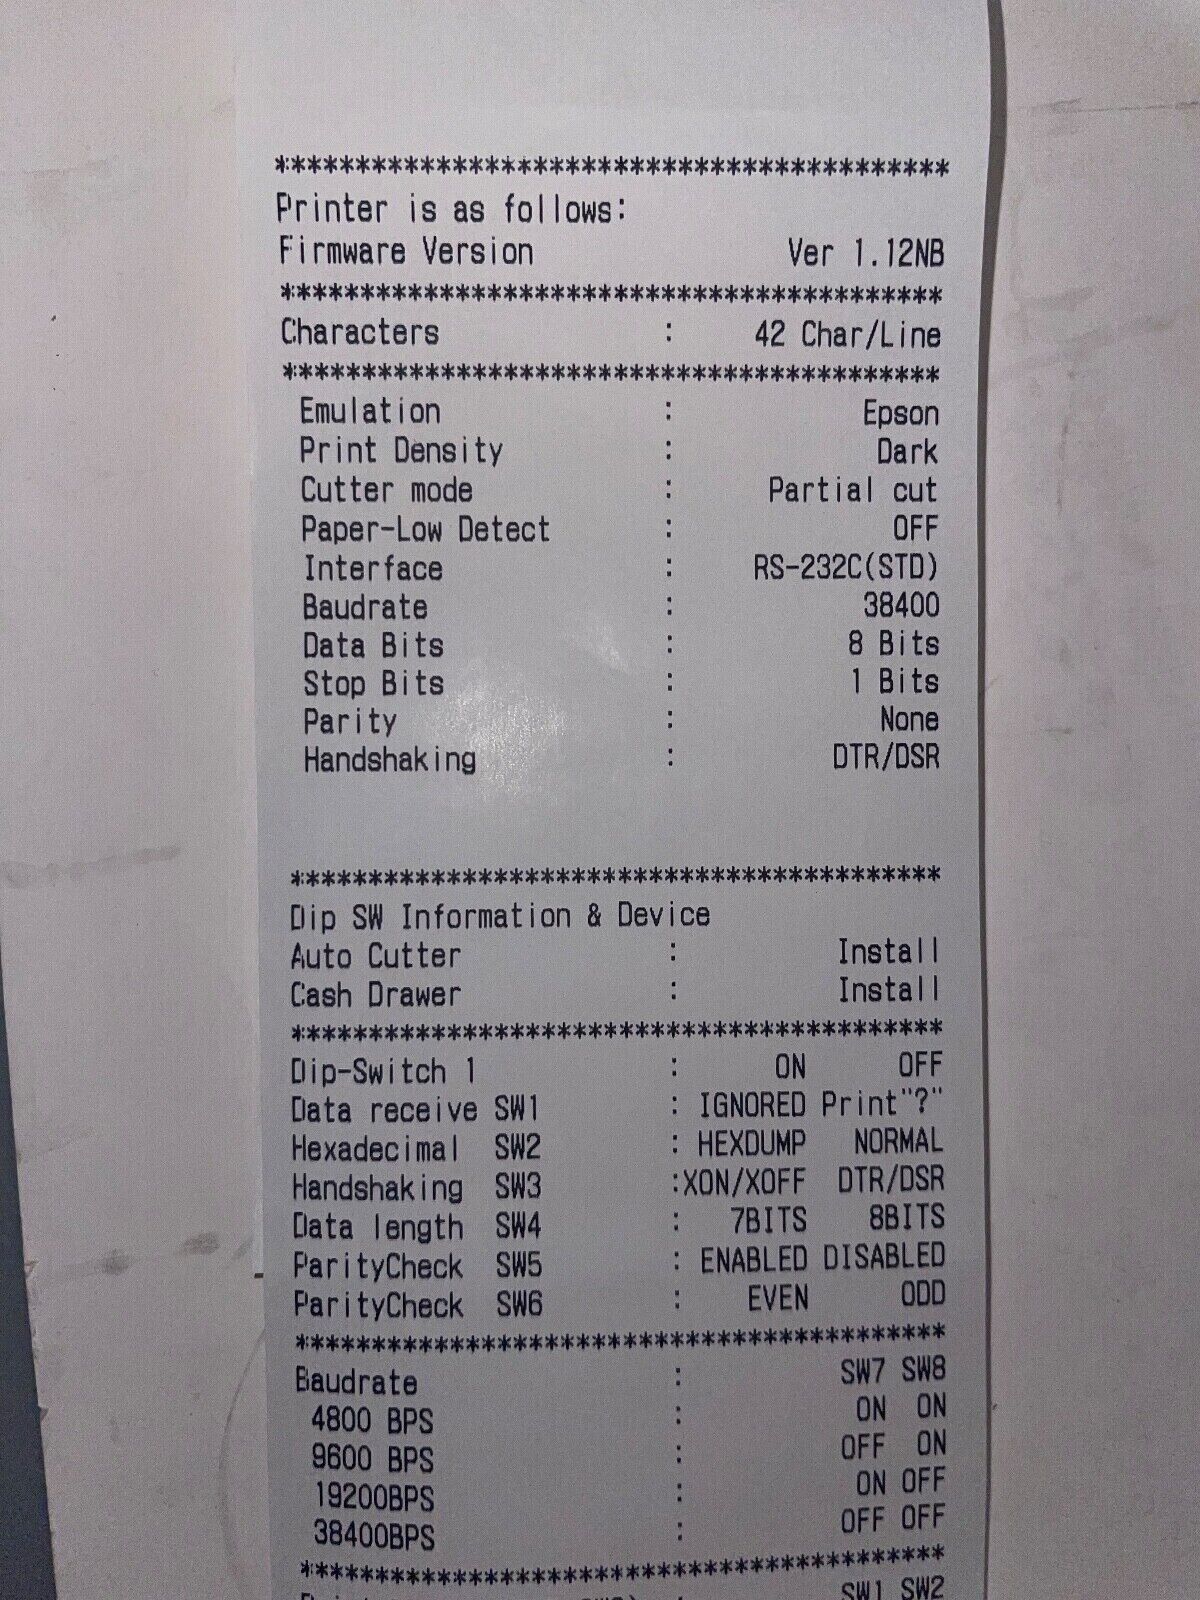 ******************************************
Printer is as follows:
Firmware Version Ver 1.12NB
******************************************
Characters : 42 Char/Line
******************************************
Emulation : Epson
Print Density : Dark
Cutter mode : Partial cut
Paper-Low Detect : OFF
Interface : RS-232C(STD)
Baudrate : 38400
Data Bits : 8 Bits
Stop Bits : 1 Bits
Parity : None
Handshaking : DTR/DSR
******************************************
Dip SW Information & Device
Auto Cutter : Install
Cash Drawer : Install
******************************************
Dip-Switch 1 : ON OFF
Data receive SW1 : IGNORED Print"?"
Hexadecimal SW2 : HEXDUMP NORMAL
Handshaking SW3 :XON/XOFF DTR/DSR
Data length SW4 : 7BITS 8BITS
ParityCheck SW5 : ENABLED DISABLED
ParityCheck SW6 : EVEN ODD
******************************************
Baudrate : SW7 SW8
4800 BPS : ON ON
9600 BPS : OFF ON
19200BPS : ON OFF
38400BPS : OFF OFF
******************************************
SW1 SW2